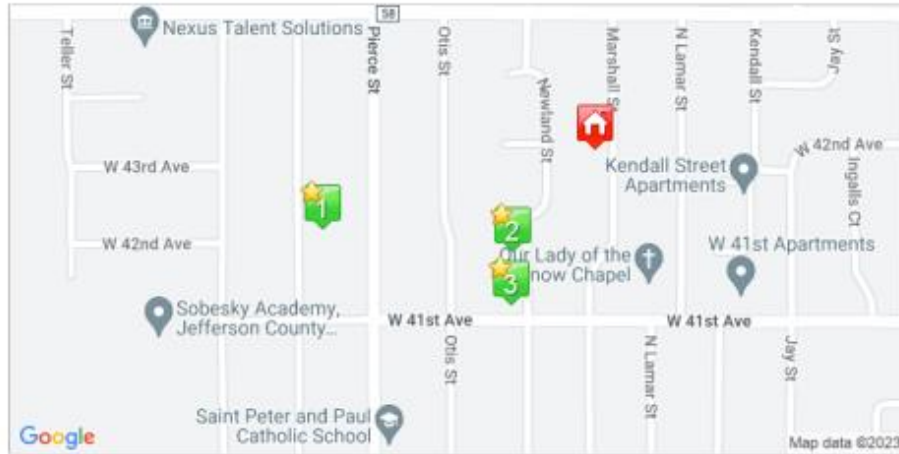 58
Nexus Talent Solutions
Teller St
Pierce St
Otis St
Newland St
Marshall St
N Lamar St
Kendall St
Jay St
W 43rd Ave
W 42nd Ave
Kendall Street
Apartments
W 42nd Ave
Ingalls Ct
1
2
3
W 42nd Ave
Our Lady of the
now Chapel
W 41st Apartments
Sobesky Academy,
Jefferson County...
W 41st Ave
W 41st Ave
Otis St
N Lamar St
Jay St
Saint Peter and Paul
Catholic School
Google
Map data ©2023